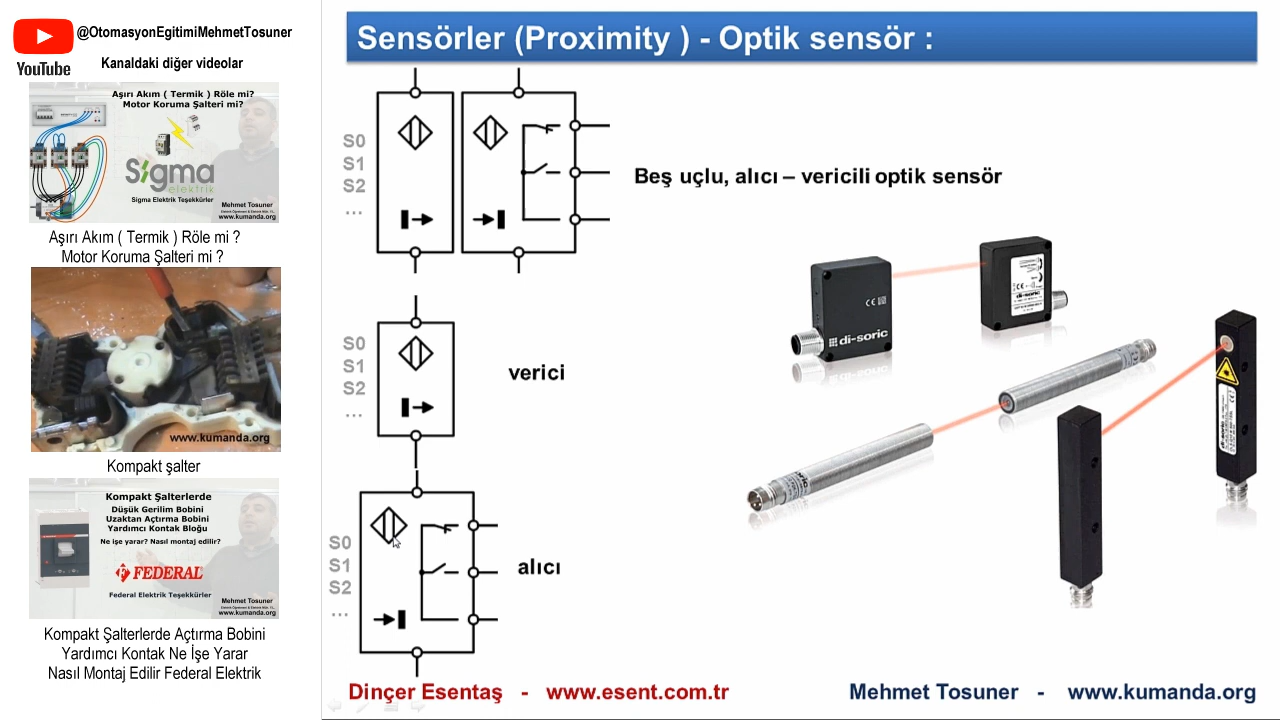 @OtomasyonEgitimiMehmetTosuner
YouTube
Kanaldaki diğer videolar
Aşırı Akım ( Termik ) Röle mi?
Motor Koruma Şalteri mi?
Sigma
elektrik
Sigma Elektrik Teşekkürler
Mehmet Tosuner
www.kumanda.org
Aşırı Akım ( Termik ) Röle mi ?
Motor Koruma Şalteri mi ?
www.kumanda.org
Kompakt şalter
Kompakt Şalterlerde
Düşük Gerilim Bobini
Uzaktan Açtırma Bobini
Yardımcı Kontak Bloğu
Ne işe yarar? Nasıl montaj edilir?
FEDERAL
Federal Elektrik Teşekkürler
Mehmet Tosuner
www.kumanda.org
Kompakt Şalterlerde Açtırma Bobini
Yardımcı Kontak Ne İşe Yarar
Nasıl Montaj Edilir Federal Elektrik
Sensörler (Proximity ) - Optik sensör :
S0
S1
S2
...
Beş uçlu, alıcı – vericili optik sensör
S0
S1
S2
...
verici
S0
S1
S2
...
alıcı
CE
di-soric
di-soric
Dinçer Esentaş - www.esent.com.tr
Mehmet Tosuner - www.kumanda.org